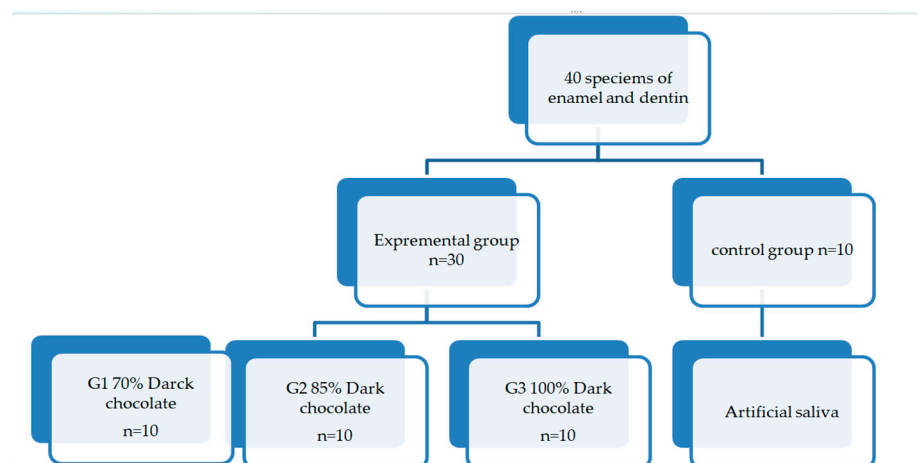 40 speciems of
enamel and dentin
Expremental group
n=30
control group n=10
G1 70% Darck
chocolate
n=10
G2 85% Dark
chocolate
n=10
G3 100% Dark
chocolate
n=10
Artificial saliva